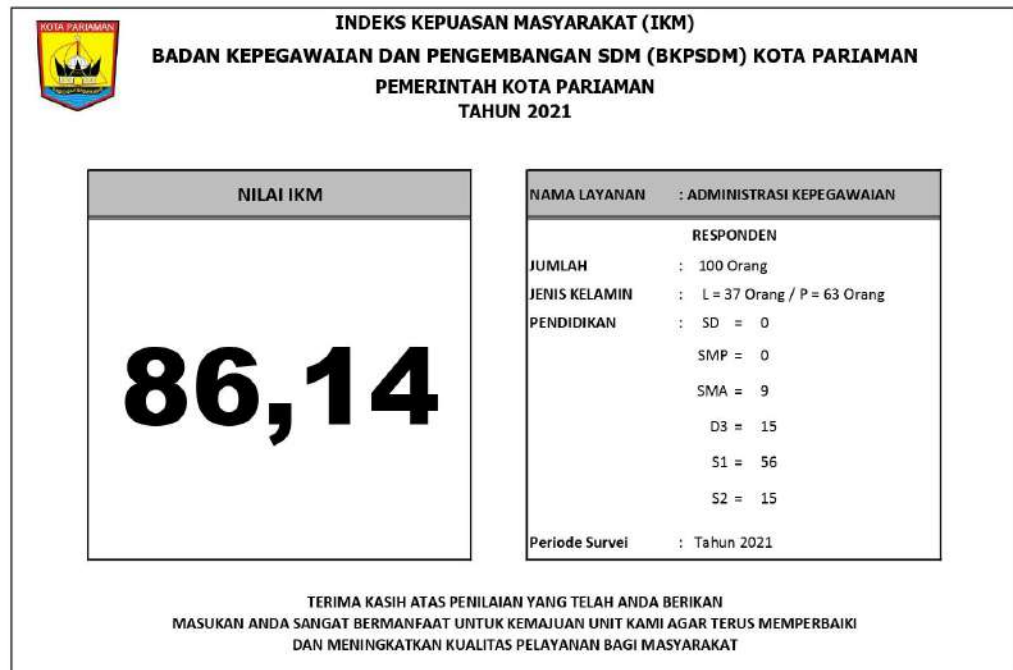 KOTA PARIAMAN
INDEKS KEPUASAN MASYARAKAT (IKM)
BADAN KEPEGAWAIAN DAN PENGEMBANGAN SDM (BKPSDM) KOTA PARIAMAN
PEMERINTAH KOTA PARIAMAN
TAHUN 2021
NILAI IKM
86,14
NAMA LAYANAN : ADMINISTRASI KEPEGAWAIAN
RESPONDEN
JUMLAH : 100 Orang
JENIS KELAMIN : L = 37 Orang / P = 63 Orang
PENDIDIKAN : SD = 0
SMP = 0
SMA = 9
D3 = 15
S1 = 56
S2 = 15
Periode Survei : Tahun 2021
TERIMA KASIH ATAS PENILAIAN YANG TELAH ANDA BERIKAN
MASUKAN ANDA SANGAT BERMANFAAT UNTUK KEMAJUAN UNIT KAMI AGAR TERUS MEMPERBAIKI
DAN MENINGKATKAN KUALITAS PELAYANAN BAGI MASYARAKAT